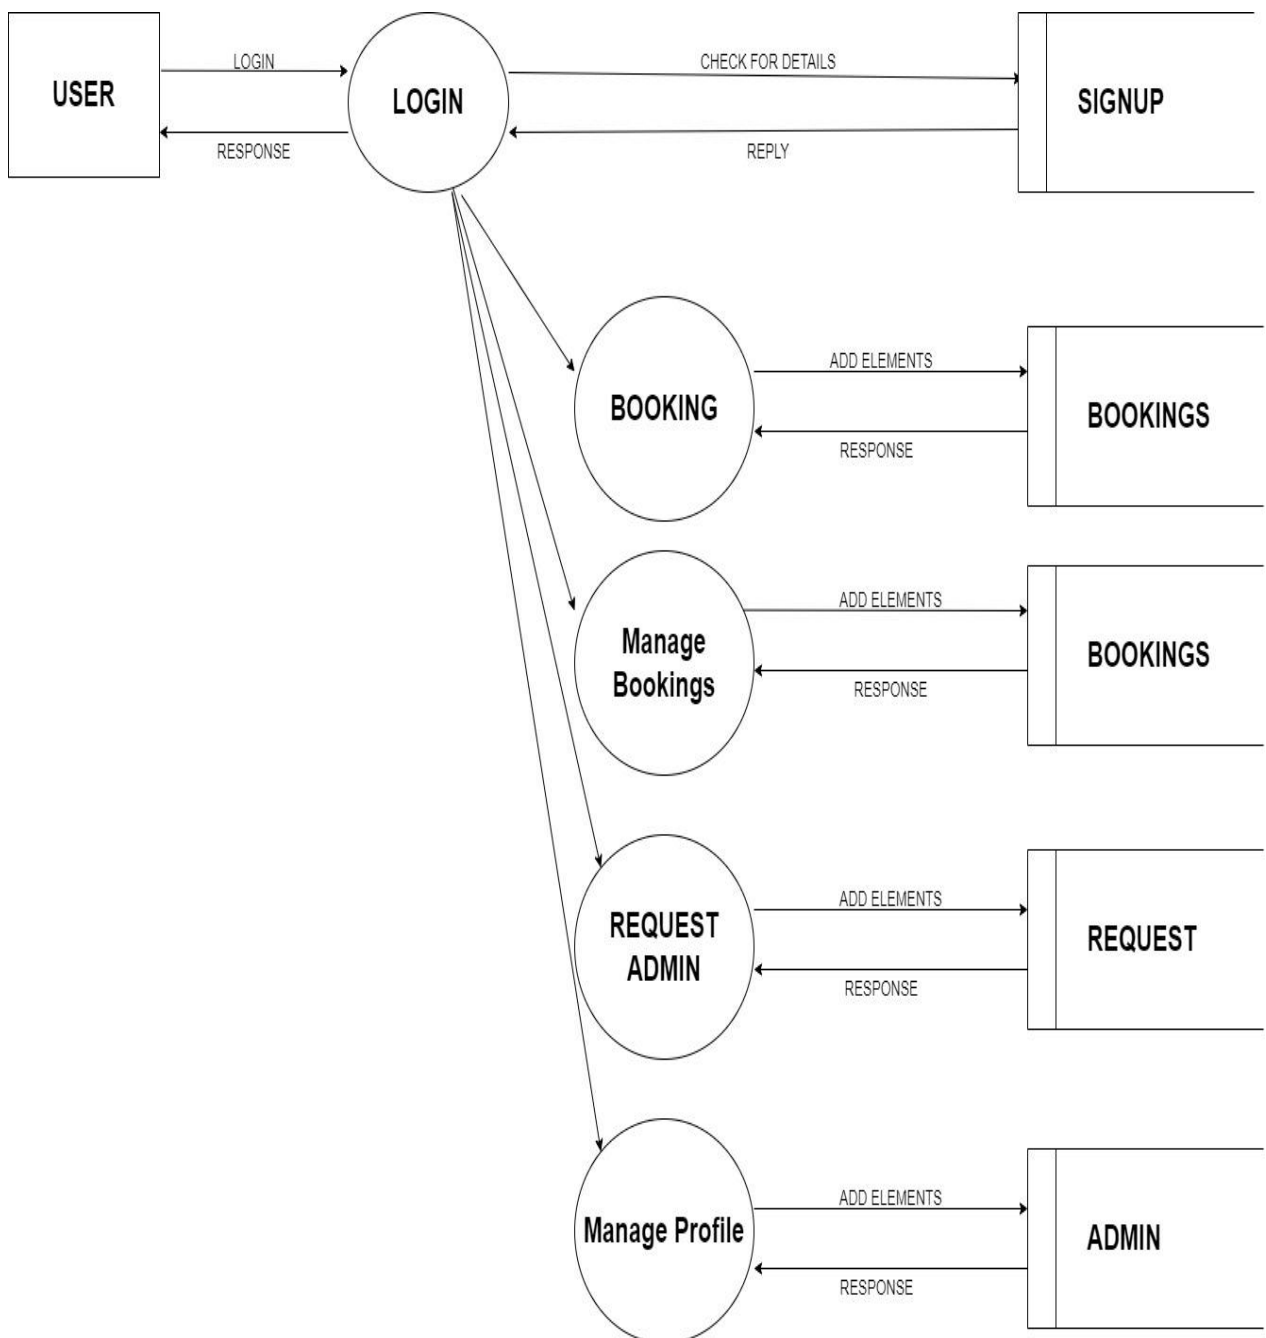 LOGIN
CHECK FOR DETAILS
USER
LOGIN
SIGNUP
RESPONSE
REPLY
ADD ELEMENTS
BOOKING
BOOKINGS
RESPONSE
ADD ELEMENTS
Manage
Bookings
BOOKINGS
RESPONSE
ADD ELEMENTS
REQUEST
ADMIN
REQUEST
RESPONSE
ADD ELEMENTS
Manage Profile
ADMIN
RESPONSE